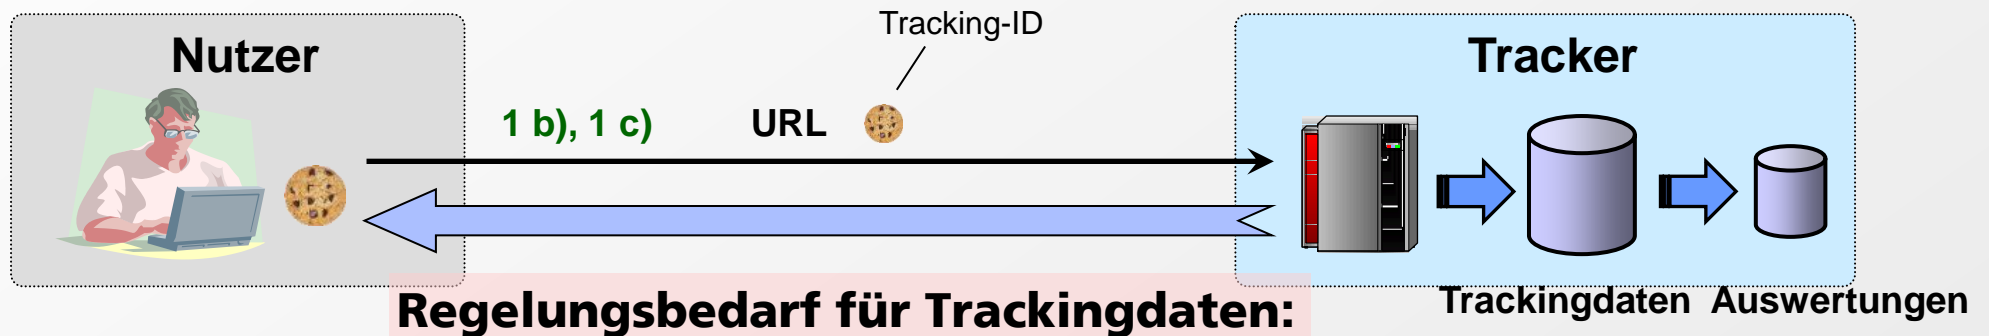 Tracking-ID
Nutzer
Tracker
1 b), 1 c)
URL
Regelungsbedarf für Trackingdaten:
Trackingdaten
Auswertungen